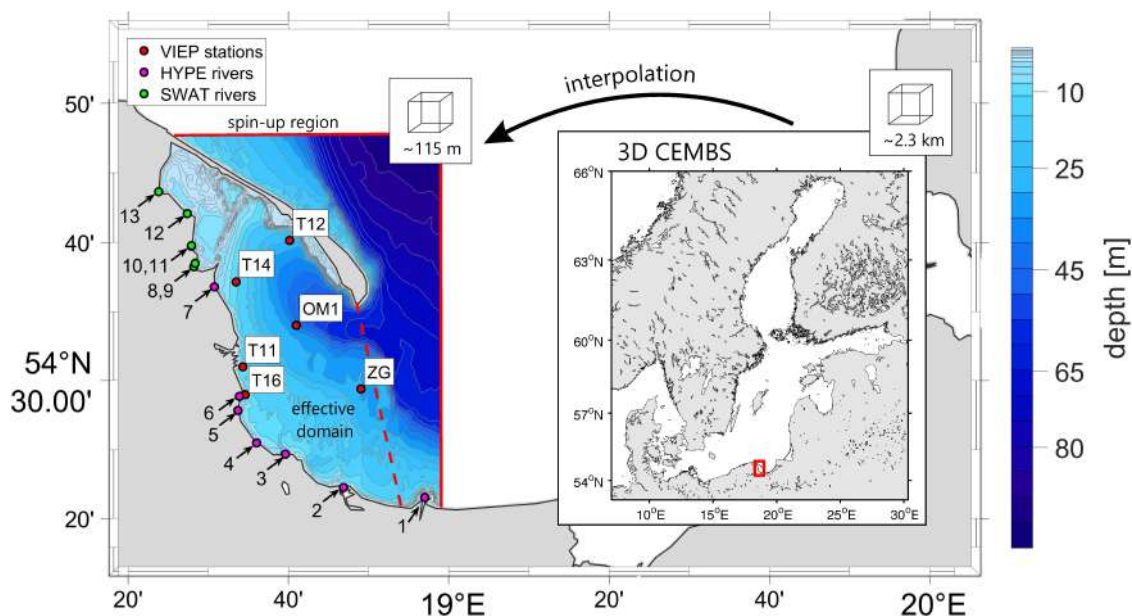 VIEP stations
HYPE rivers
SWAT rivers
interpolation
spin-up region
~115 m
~2.3 km
3D CEMBS
66°N
63°N
60°N
57°N
54°N
10°E
15°E
20°E
25°E
30°E
50'
40'
54°N
30.00'
20'
20'
40'
19°E
20'
40'
20°E
T12
T14
OM1
T11
T16
ZG
effective
domain
13
12
10,11
8,9
7
6
5
4
3
2
1
10
25
45
65
80
depth [m]